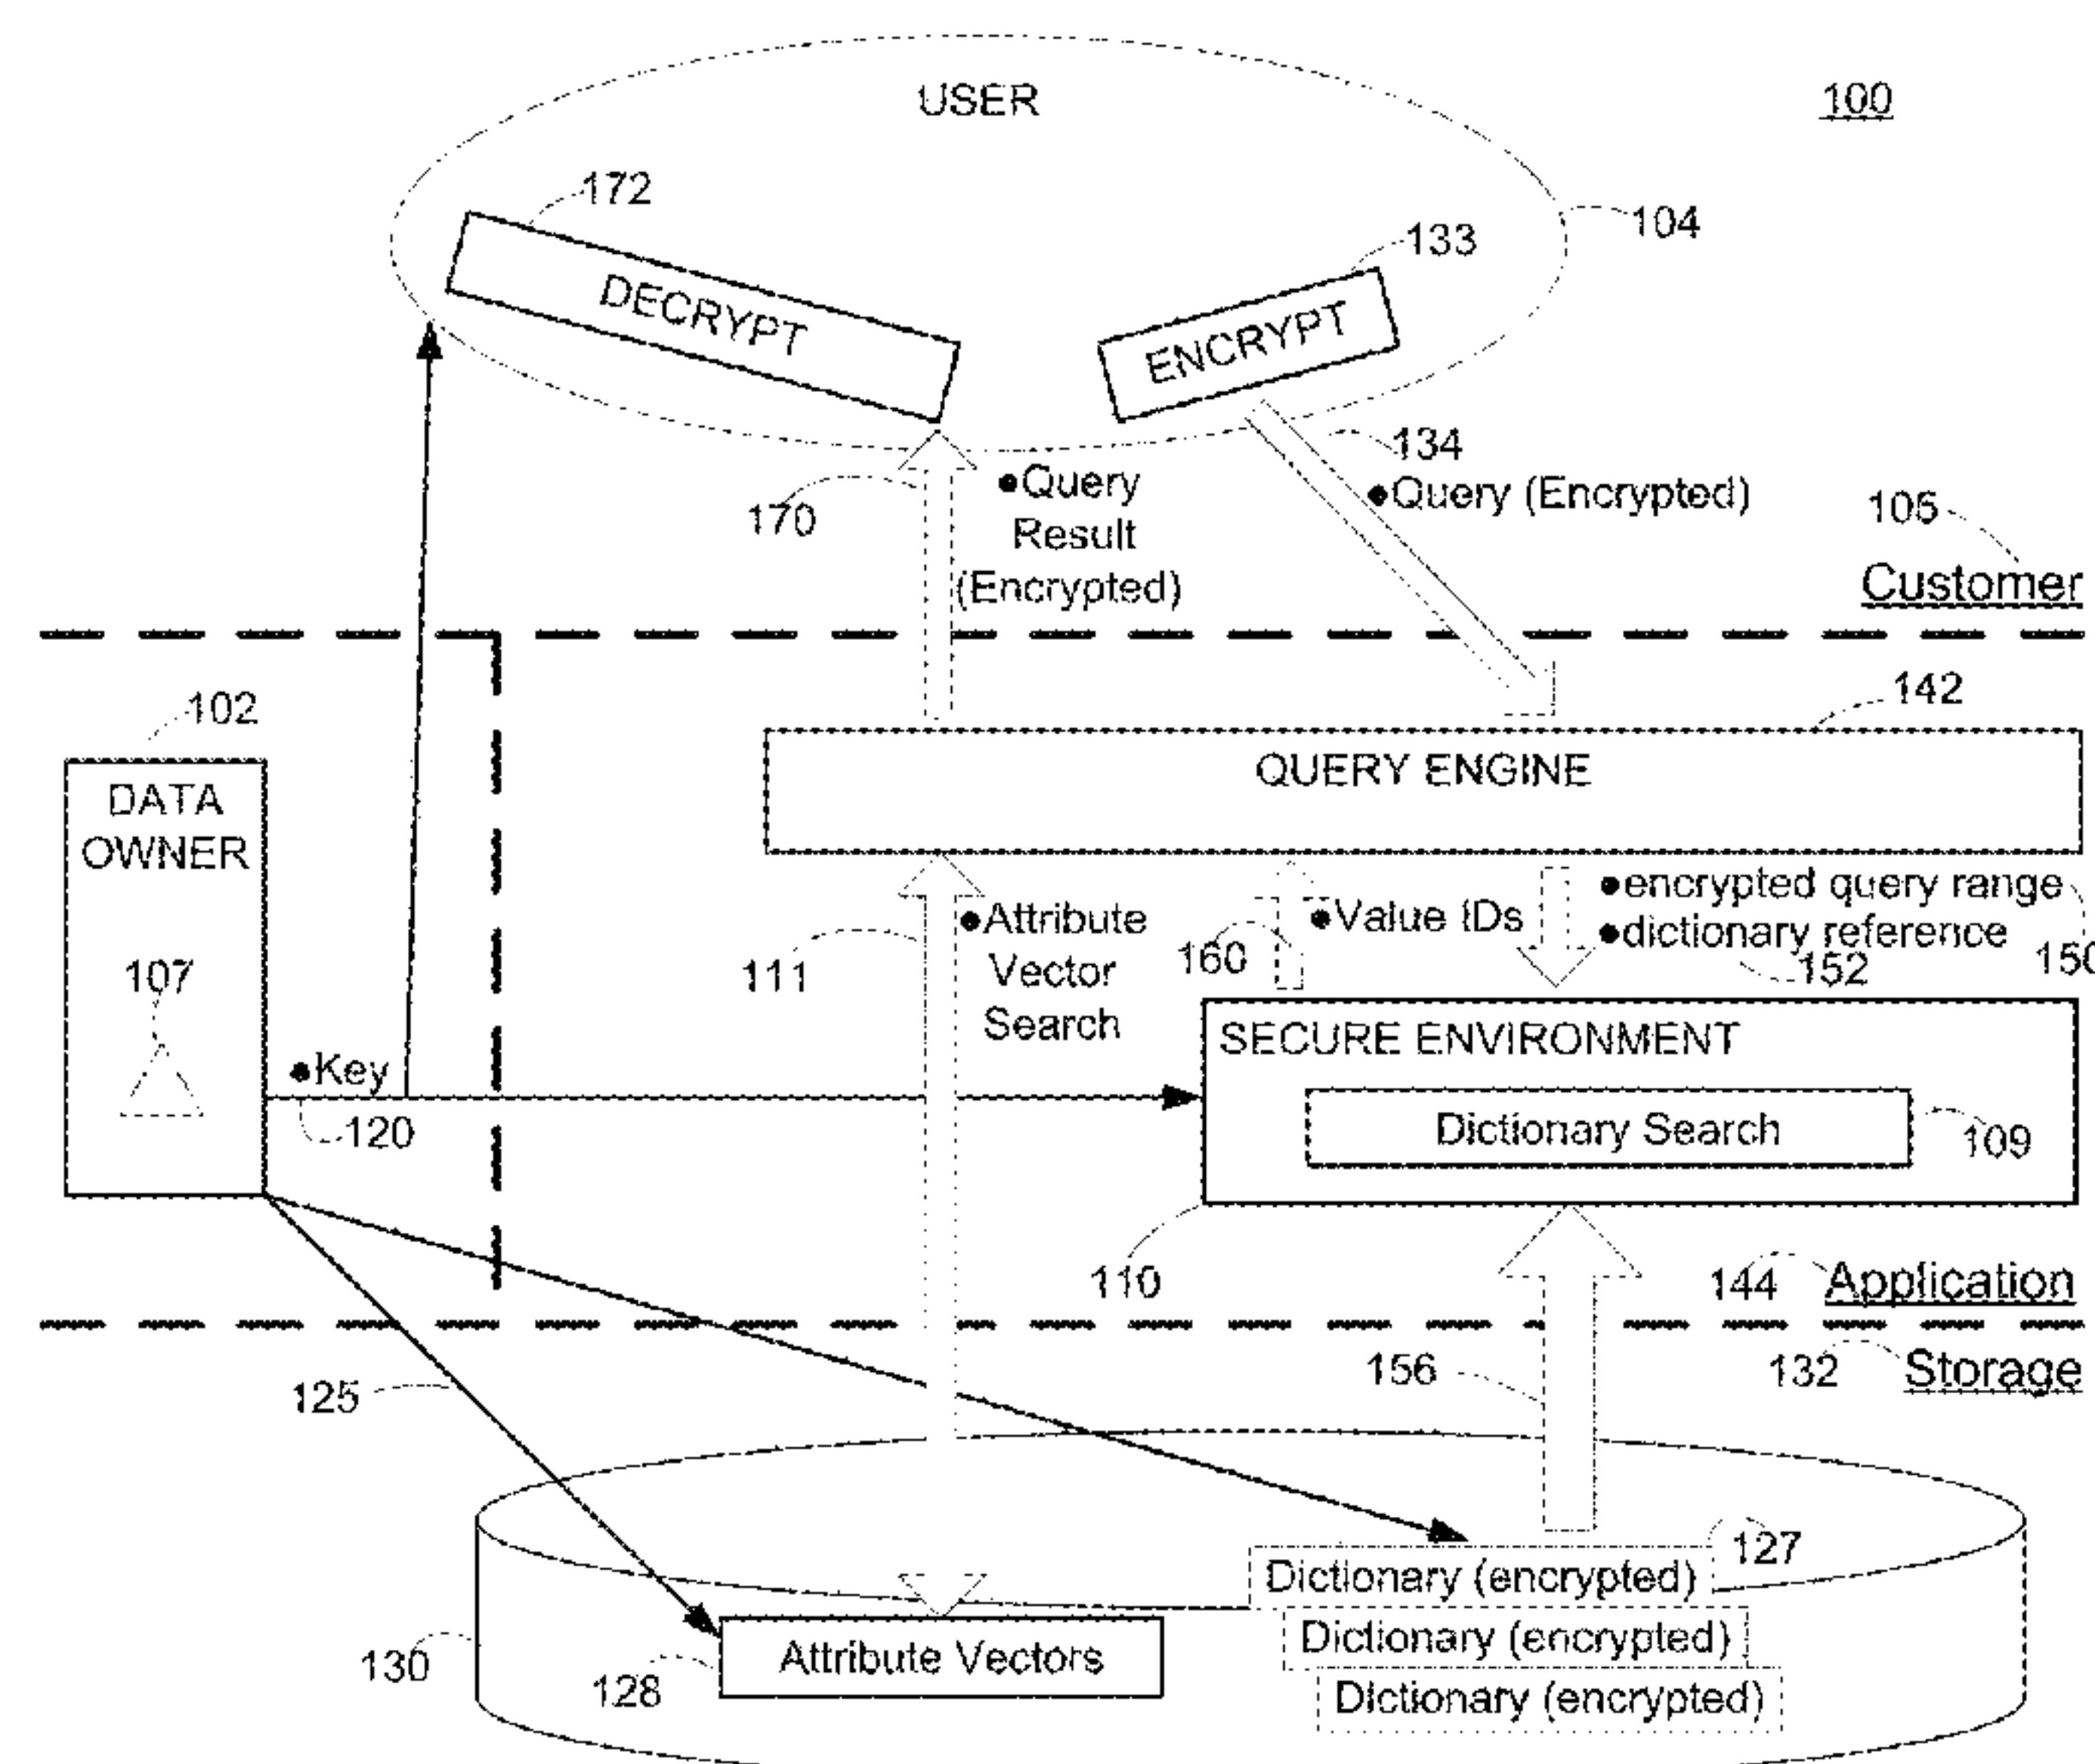 USER
100
172
104
133
DECRYPT
ENCRYPT
134
●Query
Result
(Encrypted)
170
●Query (Encrypted)
105
Customer
102
142
DATA
OWNER
QUERY ENGINE
107
●Attribute
Vector
Search
111
160
●Value IDs
●encrypted query range
●dictionary reference
152
150
SECURE ENVIRONMENT
●Key
120
Dictionary Search
109
110
144
Application
125
156
132
Storage
127
Dictionary (encrypted)
Dictionary (encrypted)
Dictionary (encrypted)
Attribute Vectors
130
128